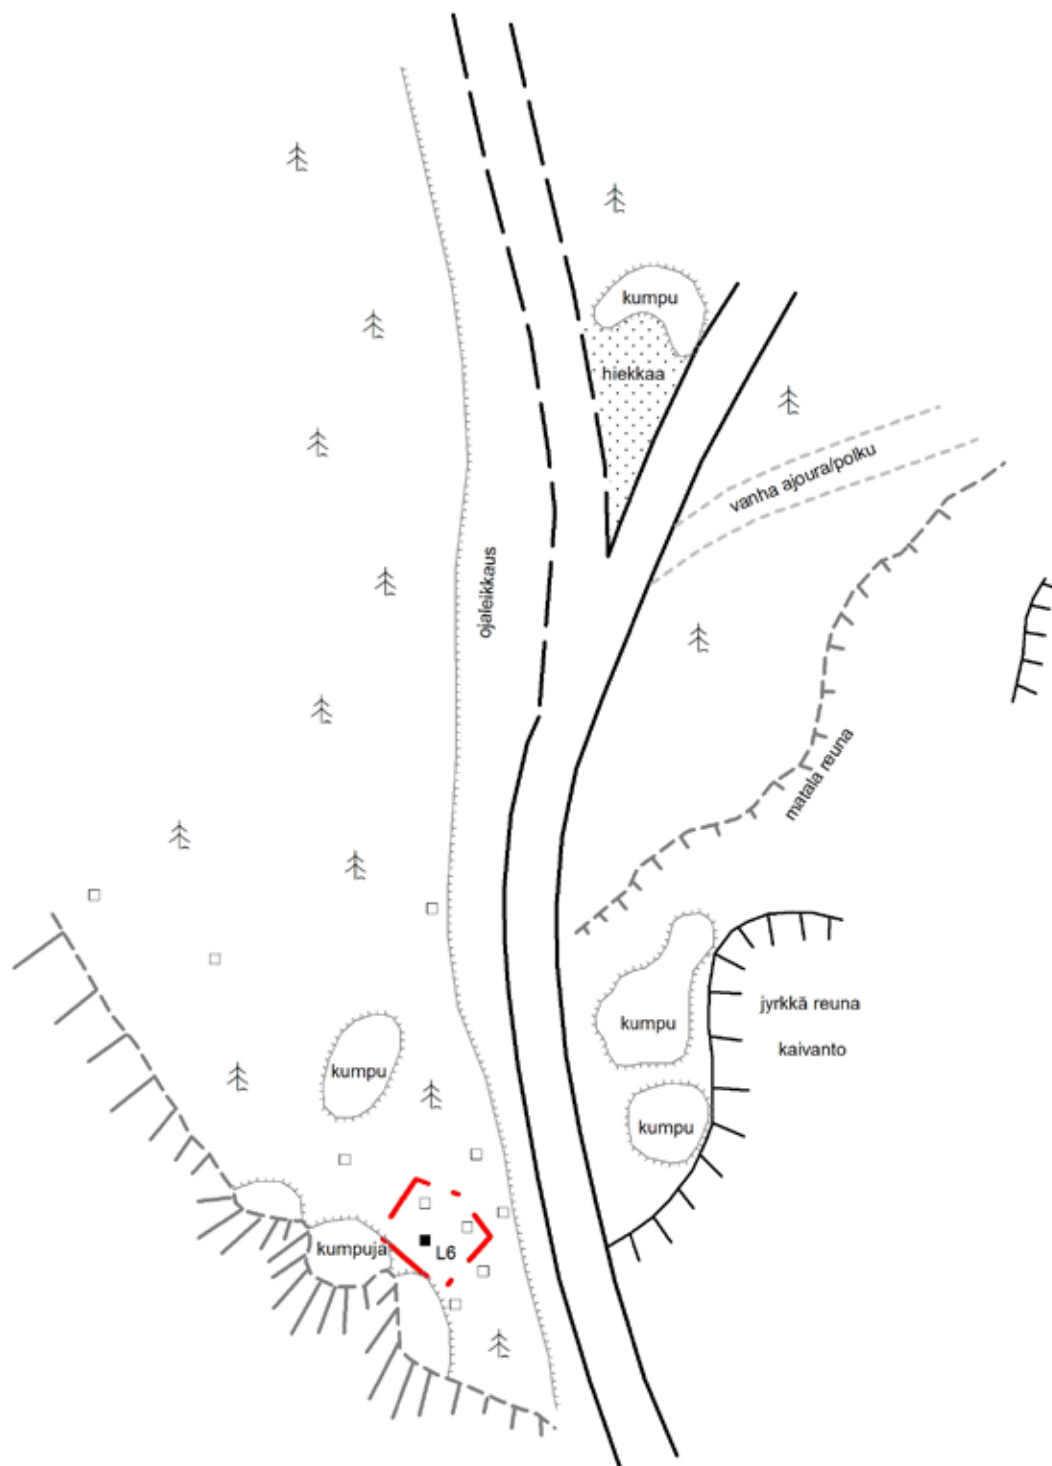 kumpu
hiekkaa
vanha ajoura/polku
ojaleikkaus
matala reuna
jyrkkä reuna
kumpu
kaivanto
kumpu
kumpu
kumpuja
L6